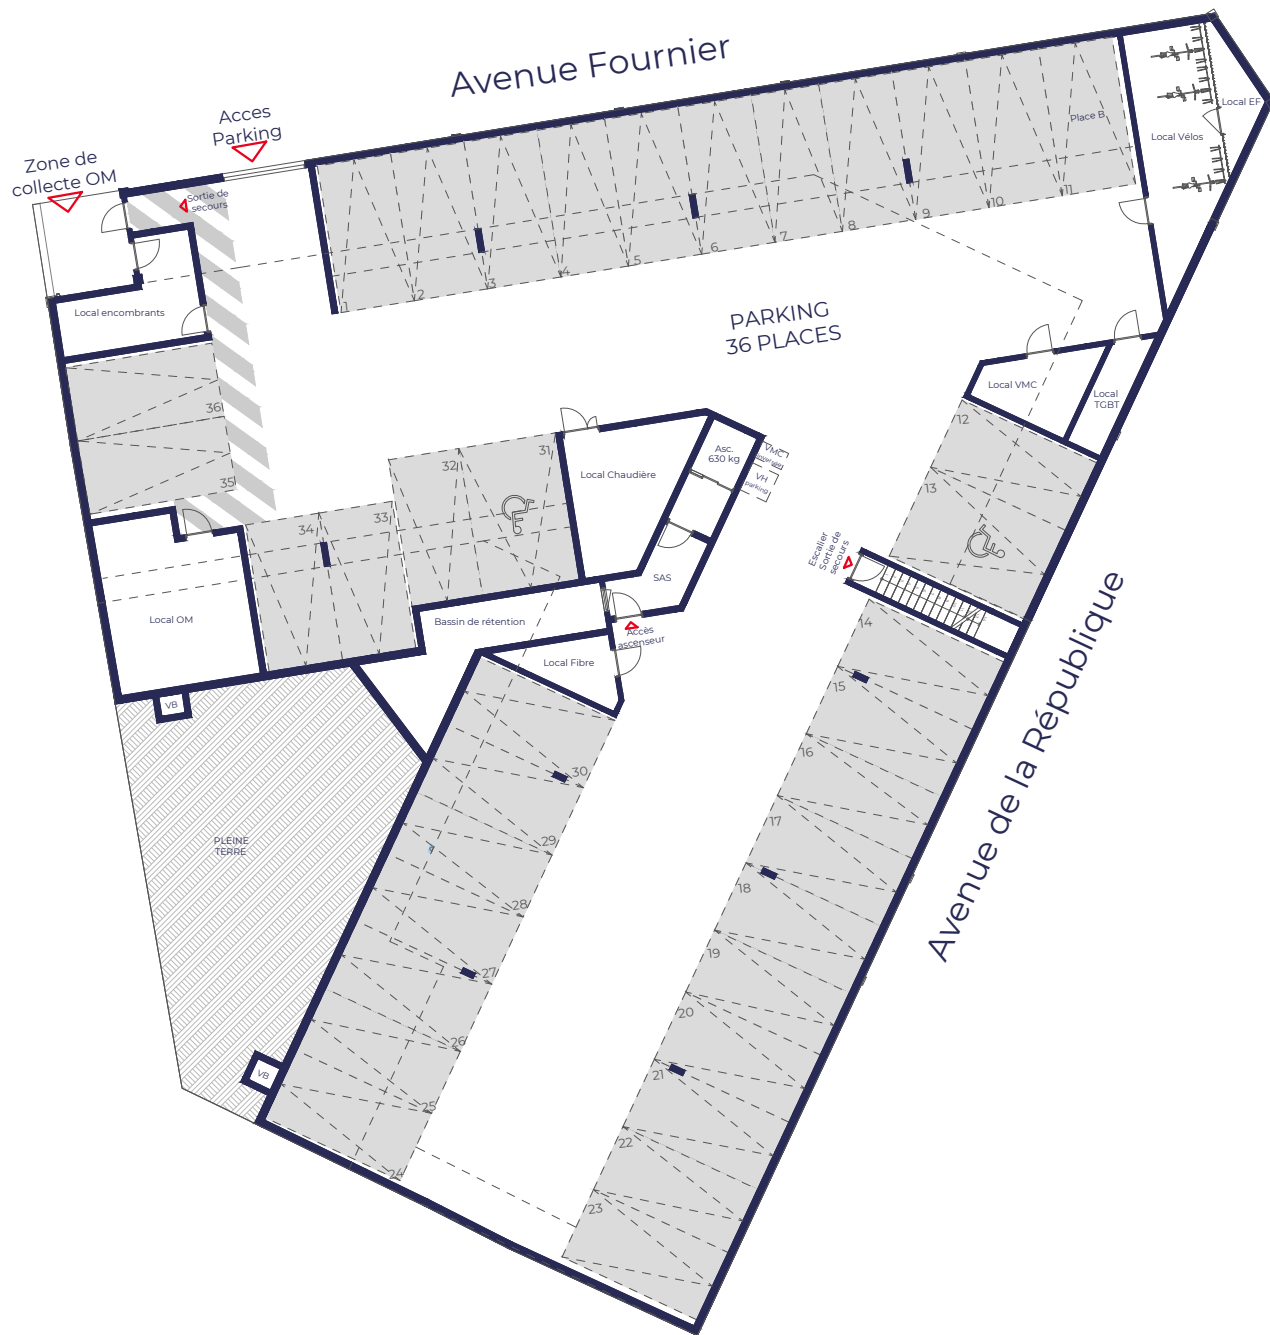 Avenue Fournier
Acces
Parking
Zone de
collecte OM
Sortie de
secours
Place B
Local EF
Local Vélos
1
2
3
4
5
6
7
8
9
10
11
Local encombrants
PARKING
36 PLACES
36
35
Local VMC
Local
TGBT
12
13
32
31
33
34
Local Chaudière
Asc.
630 kg
VMC
VH
parking
Escalier
Sortie de
secours
SAS
Local OM
Bassin de rétention
Accès
ascenseur
Local Fibre
VB
14
15
16
17
18
19
20
21
22
23
30
29
28
27
26
25
24
PLEINE
TERRE
VB
Avenue de la République